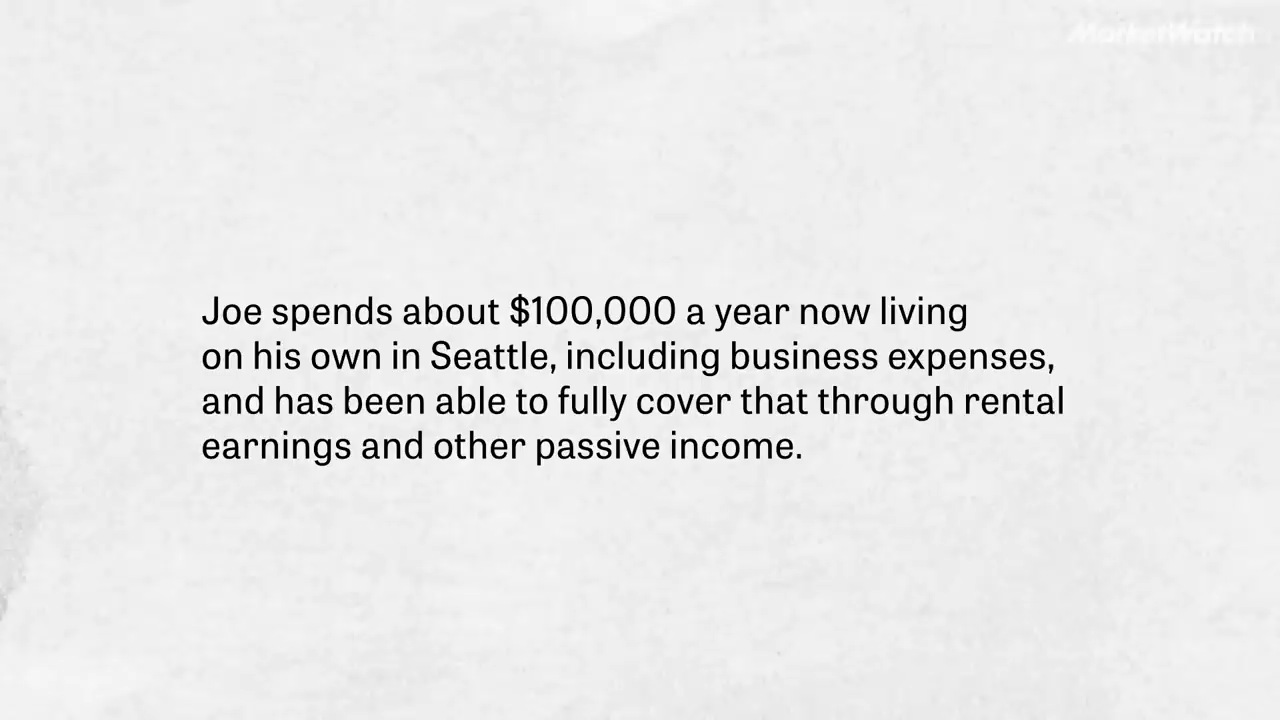 MarketWatch
Joe spends about $100,000 a year now living
on his own in Seattle, including business expenses,
and has been able to fully cover that through rental
earnings and other passive income.